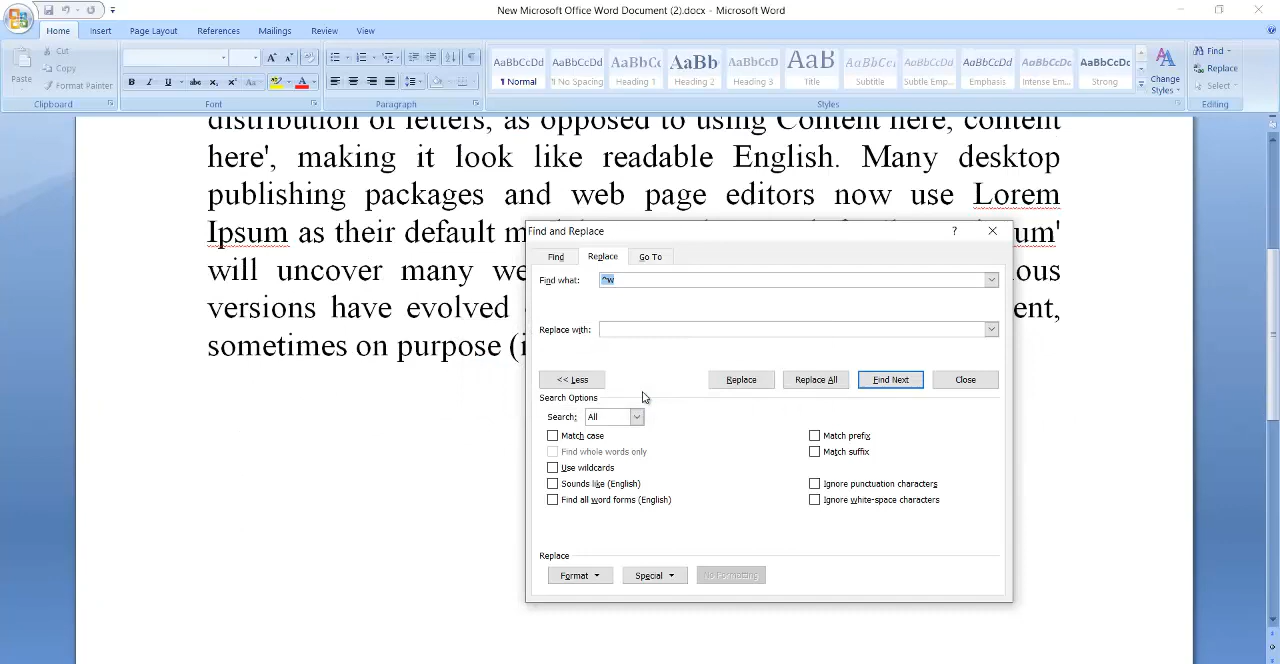 New Microsoft Office Word Document (2).docx - Microsoft Word
Home Insert Page Layout References Mailings Review View
Paste
Cut
Copy
Format Painter
Clipboard
B I U abc X₂ X² Aa
Font
Paragraph
AaBbCcDd AaBbCcDd AaBbCc AaBbC AaBbCcD AaB AaBbCc AaBbCcDd AaBbCcDd AaBbCcDd AaBbCcDc
¶ Normal No Spacing Heading 1 Heading 2 Heading 3 Title Subtitle Subtle Emp... Emphasis Intense Em... Strong
Change Styles
Styles
Find
Replace
Select
Editing
distribution of letters, as opposed to using 'Content here, content
here', making it look like readable English. Many desktop
publishing packages and web page editors now use Lorem
Ipsum as their default m um'
will uncover many we ious
versions have evolved ent,
sometimes on purpose (i
Find and Replace
?
Find Replace Go To
Find what: ^w
Replace with:
<< Less Replace Replace All Find Next Close
Search Options
Search: All
Match case
Find whole words only
Use wildcards
Sounds like (English)
Find all word forms (English)
Match prefix
Match suffix
Ignore punctuation characters
Ignore white-space characters
Replace
Format Special No Formatting